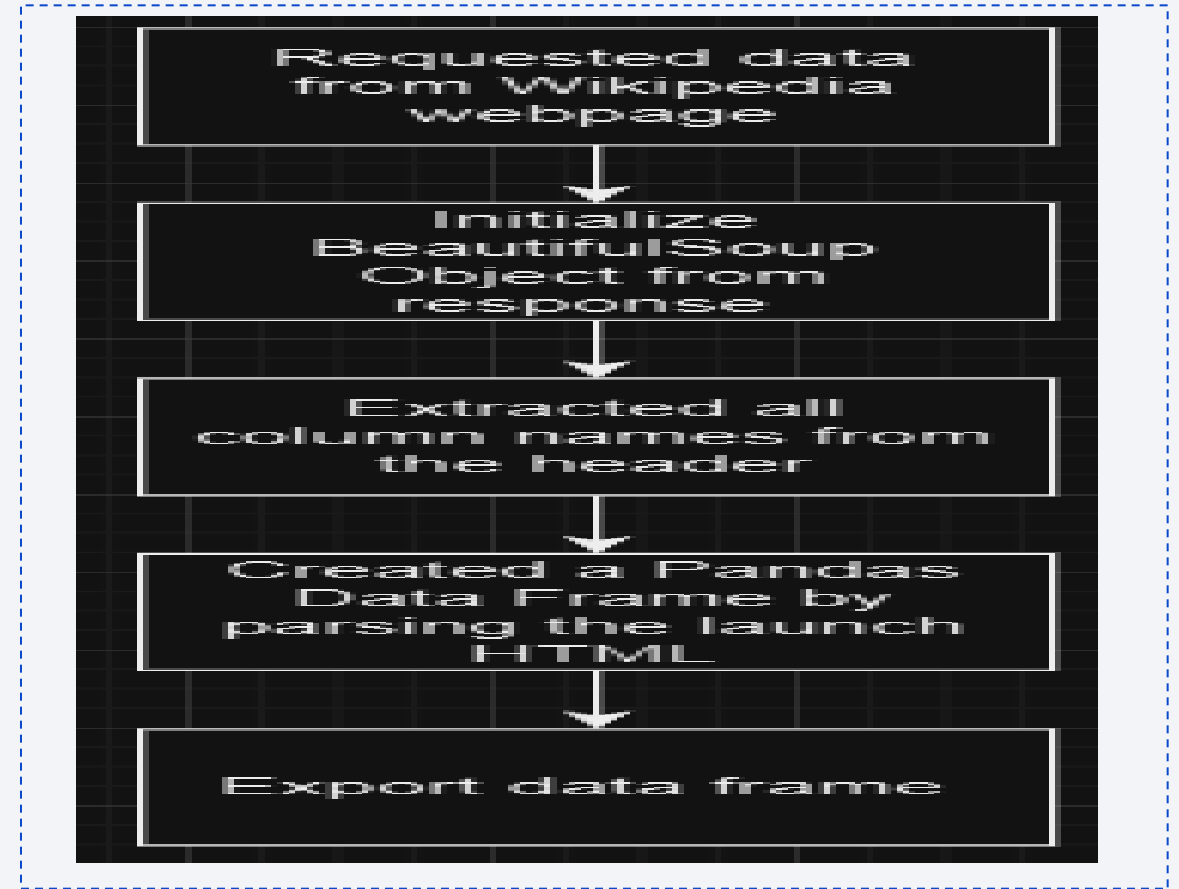 Requested data
from Wikipedia
webpage
Initialize
BeautifulSoup
Object from
response
Extracted all
column names from
the header
Created a Pandas
Data Frame by
parsing the launch
HTML
Export data frame